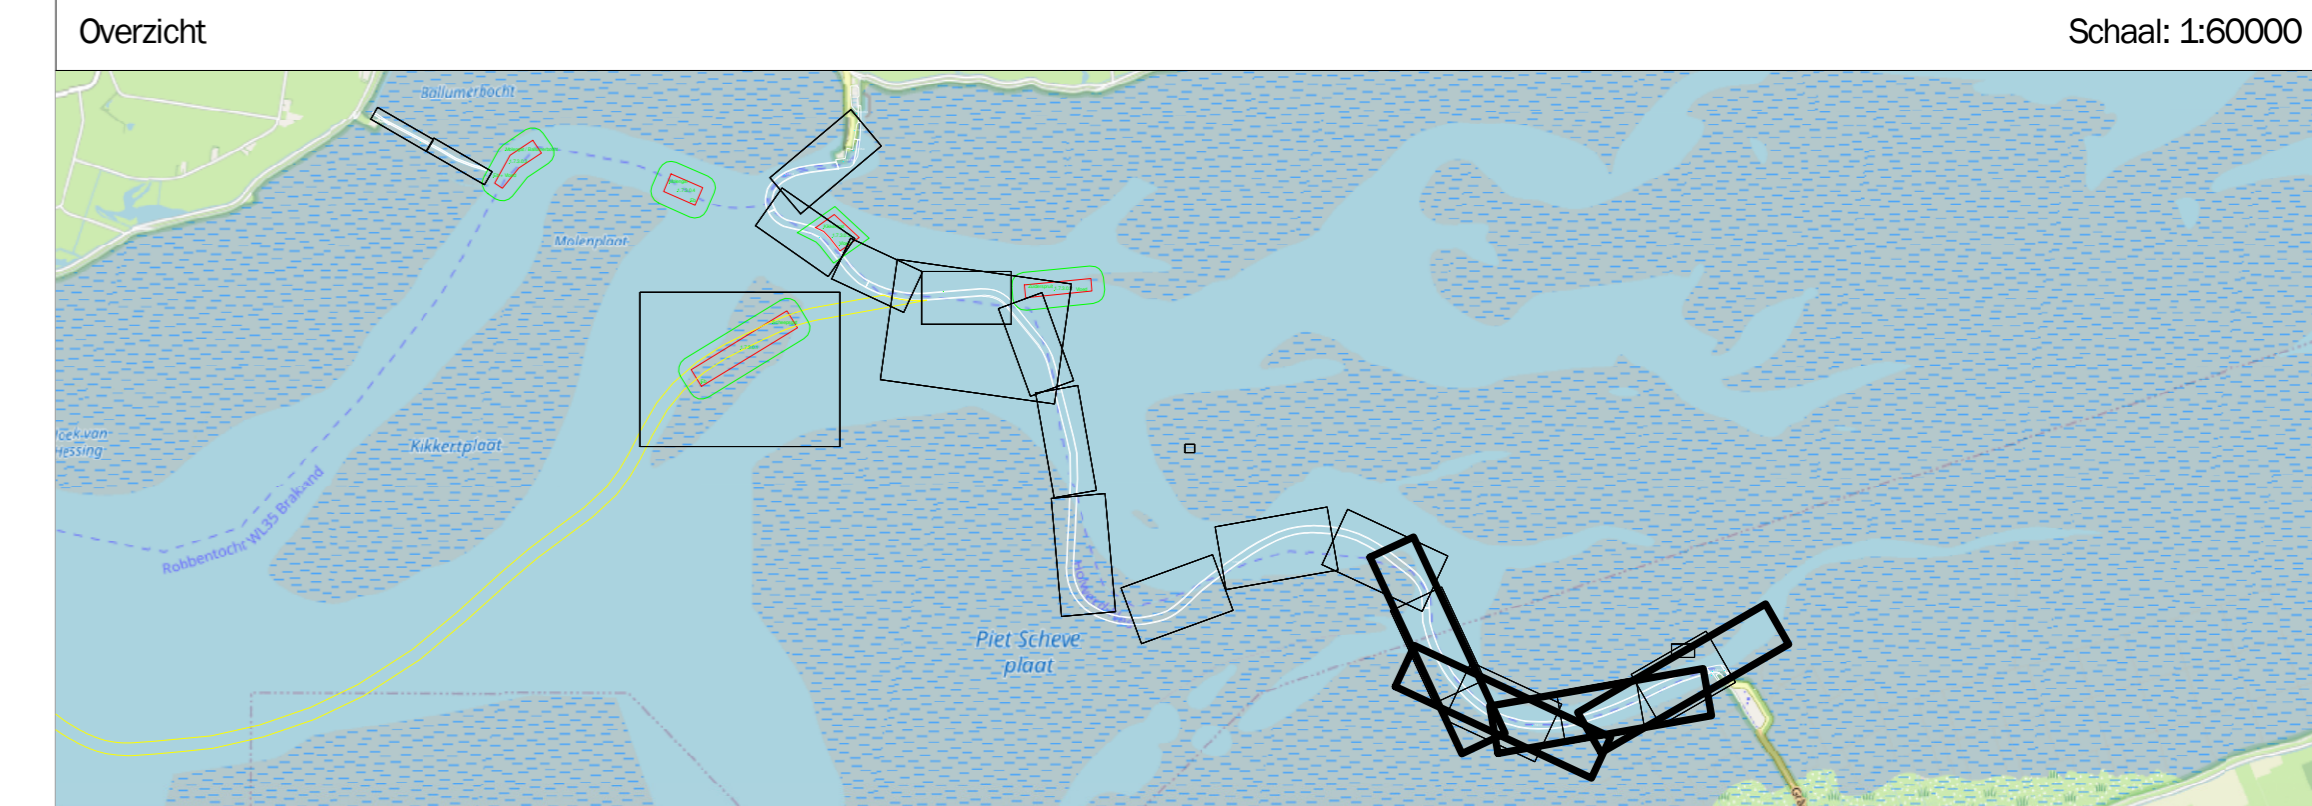 Overzicht
Schaal: 1:60000
Ballumerbocht
Molenplaat
Kikkertplaat
Robbentocht WL35 Brakzand
Piet Scheve
plaat